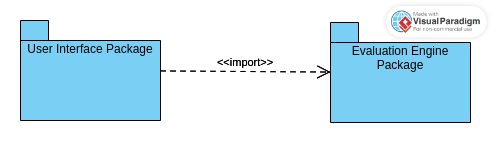 Made with
Visual Paradigm
For non-commercial use
User Interface Package
<<import>>
Evaluation Engine
Package